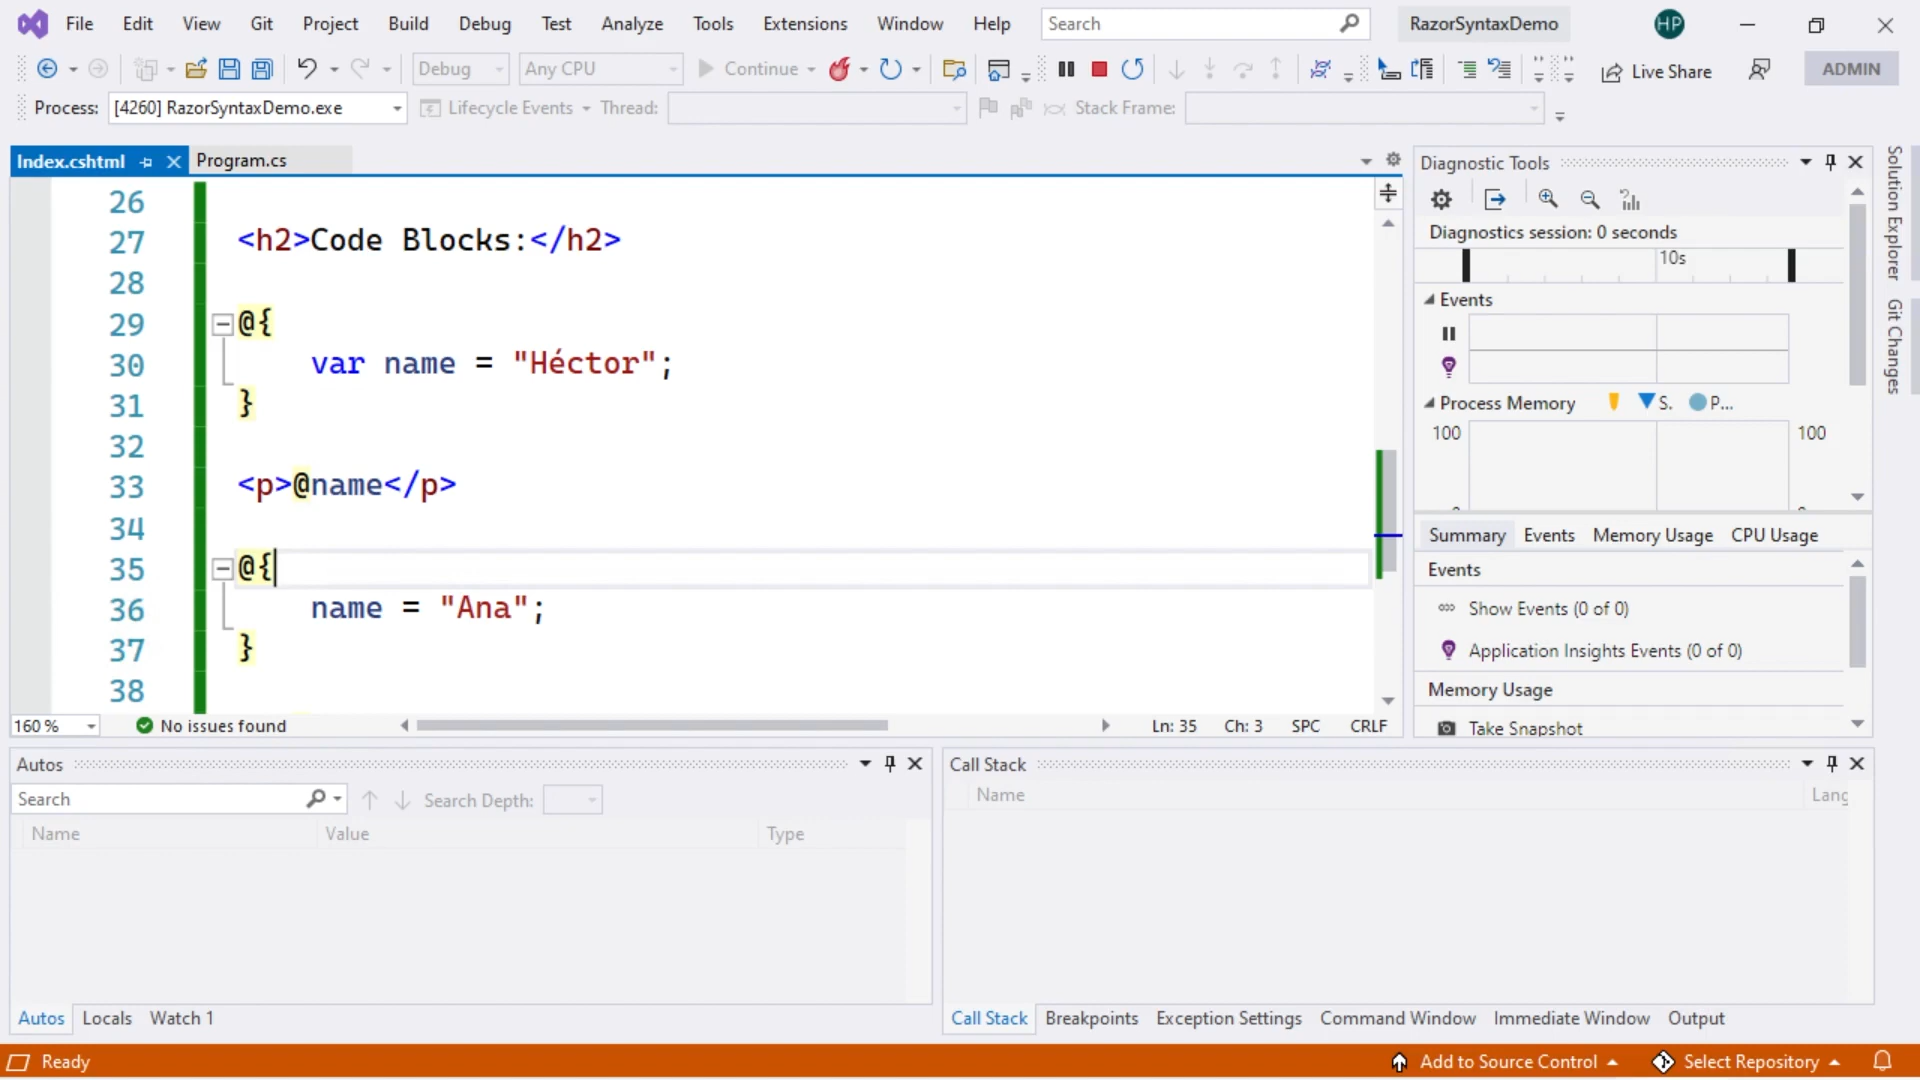 File Edit View Git Project Build Debug Test Analyze Tools Extensions Window Help Search RazorSyntaxDemo HP
Debug Any CPU Continue Live Share ADMIN
Process: [4260] RazorSyntaxDemo.exe Lifecycle Events Thread: Stack Frame:
Index.cshtml Program.cs
26
27 <h2>Code Blocks:</h2>
28
29 @{
30 var name = "Héctor";
31 }
32
33 <p>@name</p>
34
35 @{
36 name = "Ana";
37 }
38
160 % No issues found Ln: 35 Ch: 3 SPC CRLF
Diagnostic Tools
Diagnostics session: 0 seconds
10s
Events
Process Memory S. P...
100 100
Summary Events Memory Usage CPU Usage
Events
Show Events (0 of 0)
Application Insights Events (0 of 0)
Memory Usage
Take Snapshot
Solution Explorer
Git Changes
Autos
Search Search Depth:
Name Value Type
Autos Locals Watch 1
Call Stack
Name Lang
Call Stack Breakpoints Exception Settings Command Window Immediate Window Output
Ready Add to Source Control Select Repository